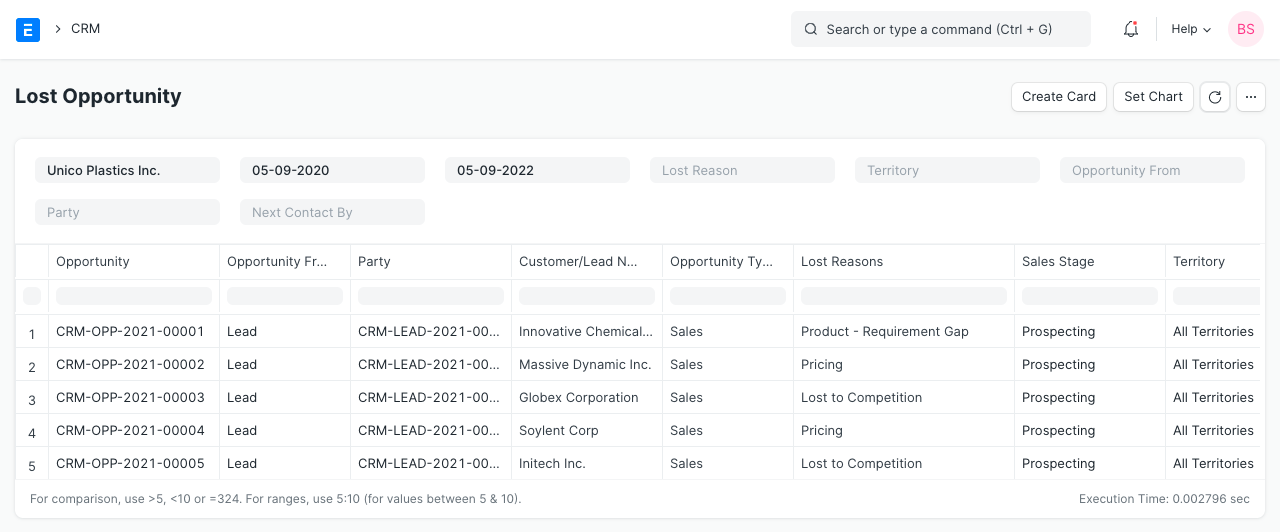 E > CRM Search or type a command (Ctrl + G) Help BS
Lost Opportunity Create Card Set Chart ...
Unico Plastics Inc. 05-09-2020 05-09-2022 Lost Reason Territory Opportunity From
Party Next Contact By
Opportunity Opportunity Fr... Party Customer/Lead N... Opportunity Ty... Lost Reasons Sales Stage Territory
1 CRM-OPP-2021-00001 Lead CRM-LEAD-2021-00... Innovative Chemical... Sales Product - Requirement Gap Prospecting All Territories
2 CRM-OPP-2021-00002 Lead CRM-LEAD-2021-00... Massive Dynamic Inc. Sales Pricing Prospecting All Territories
3 CRM-OPP-2021-00003 Lead CRM-LEAD-2021-00... Globex Corporation Sales Lost to Competition Prospecting All Territories
4 CRM-OPP-2021-00004 Lead CRM-LEAD-2021-00... Soylent Corp Sales Pricing Prospecting All Territories
5 CRM-OPP-2021-00005 Lead CRM-LEAD-2021-00... Initech Inc. Sales Lost to Competition Prospecting All Territories
For comparison, use >5, <10 or =324. For ranges, use 5:10 (for values between 5 & 10). Execution Time: 0.002796 sec